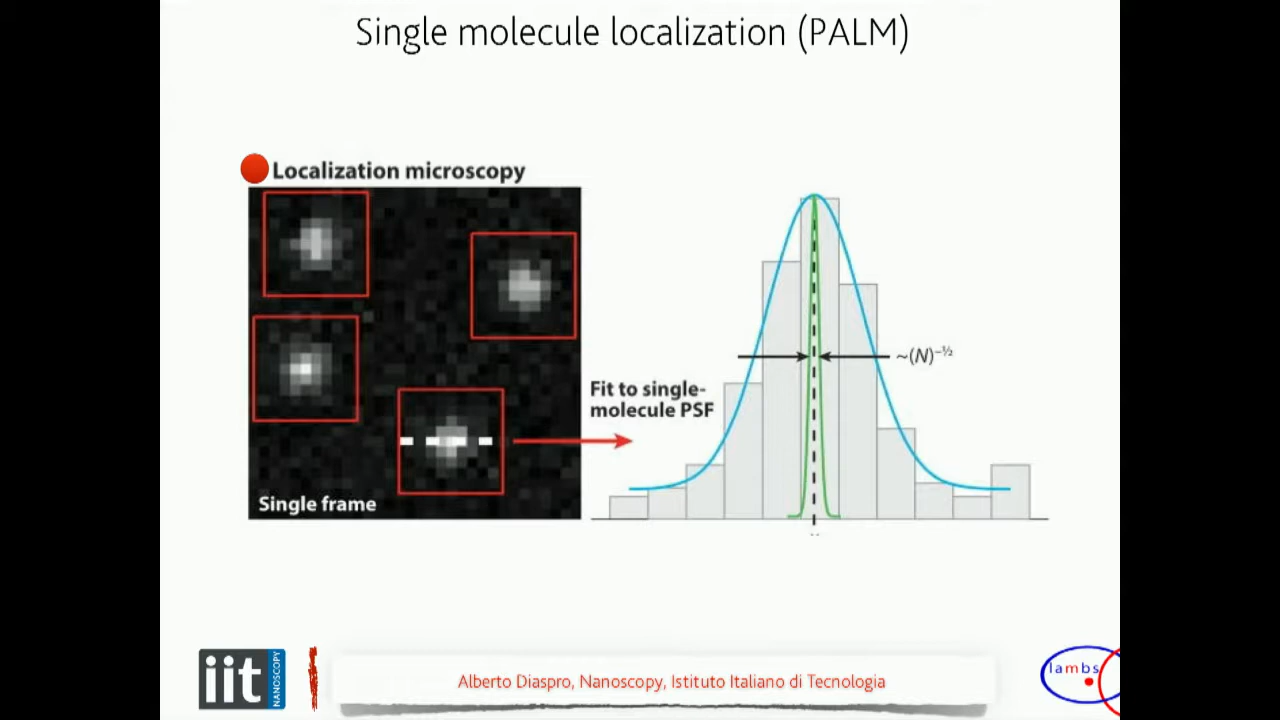 Single molecule localization (PALM)
Localization microscopy
~(N)⁻½
Fit to single-
molecule PSF
Single frame
iit
NANOSCOPY
Alberto Diaspro, Nanoscopy, Istituto Italiano di Tecnologia
lambs